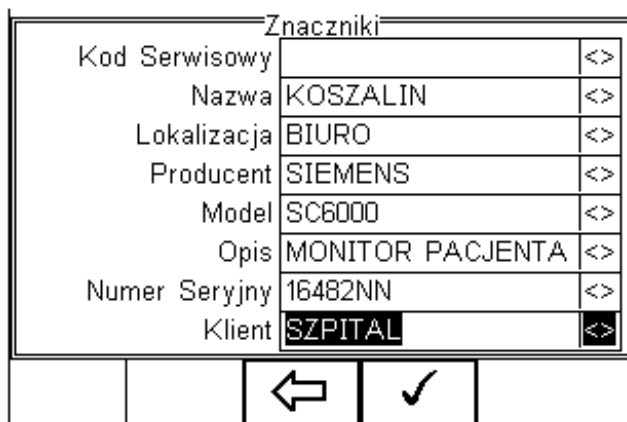 Znaczniki
Kod Serwisowy <>
Nazwa KOSZALIN <>
Lokalizacja BIURO <>
Producent SIEMENS <>
Model SC6000 <>
Opis MONITOR PACJENTA <>
Numer Seryjny 16482NN <>
Klient SZPITAL <>